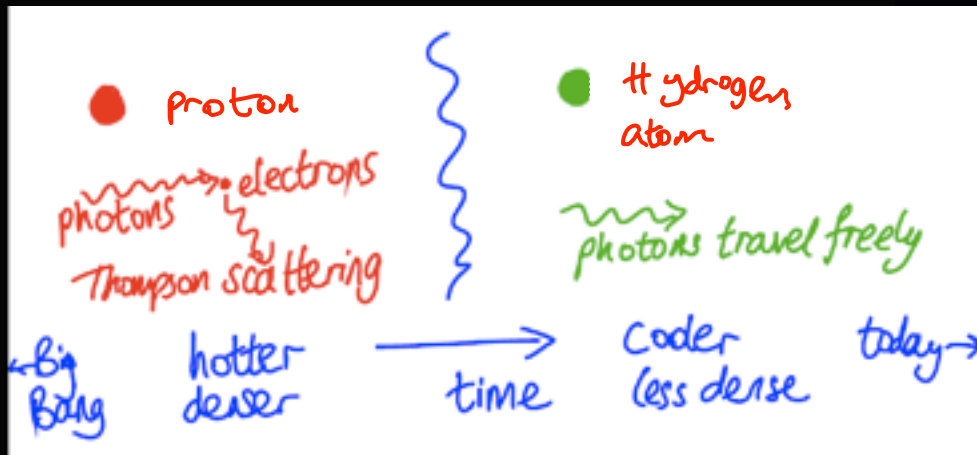 proton
Hydrogen
atom
electrons
photons
Thompson scattering
photons travel freely
Big
Bang
hotter
denser
time
coder
less dense
today